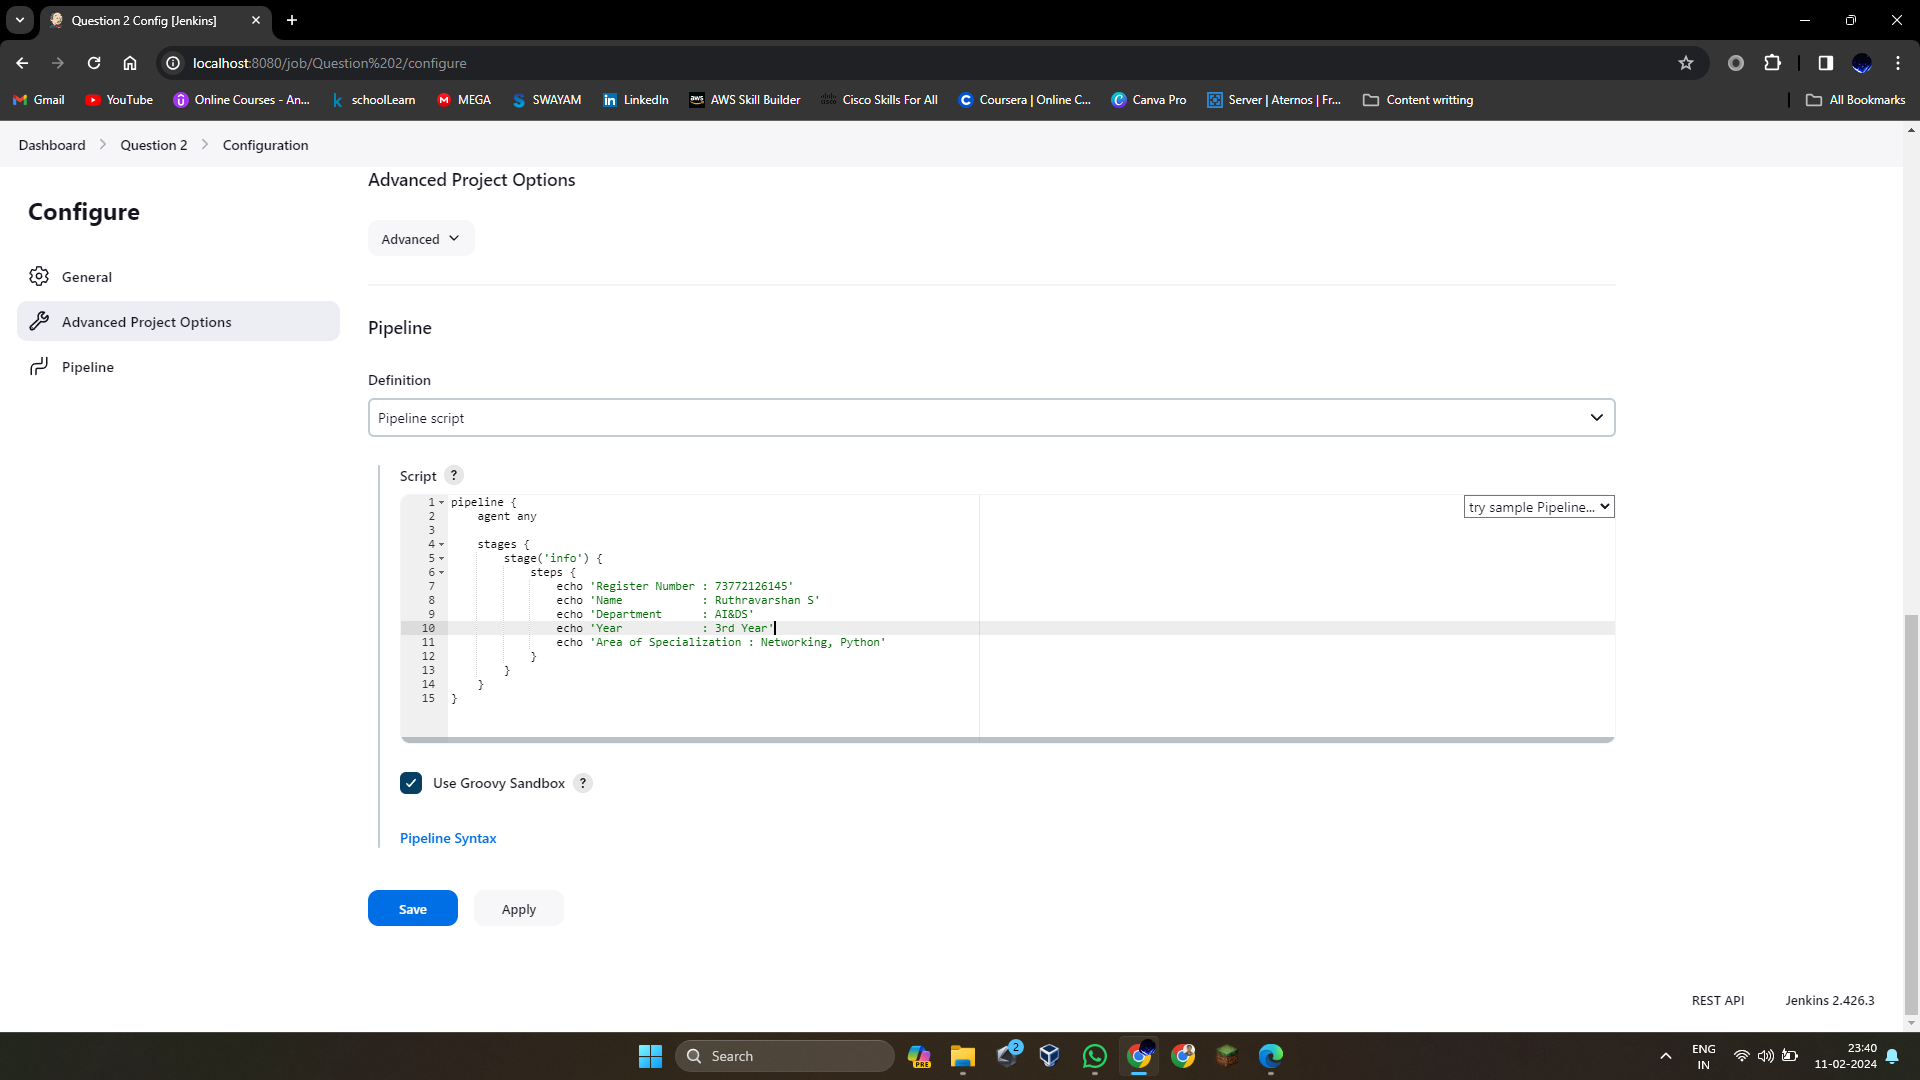 Question 2 Config [Jenkins]
localhost:8080/job/Question%202/configure
Gmail YouTube Online Courses - An... schoolLearn MEGA SWAYAM LinkedIn AWS Skill Builder Cisco Skills For All Coursera | Online C... Canva Pro Server | Aternos | Fr... Content writting All Bookmarks
Dashboard Question 2 Configuration
Configure
General
Advanced Project Options
Pipeline
Advanced Project Options
Advanced
Pipeline
Definition
Pipeline script
Script ?
try sample Pipeline...
1 pipeline {
2     agent any
3
4     stages {
5         stage('info') {
6             steps {
7                 echo 'Register Number : 73772126145'
8                 echo 'Name            : Ruthravarshan S'
9                 echo 'Department      : AI&DS'
10                 echo 'Year            : 3rd Year'
11                 echo 'Area of Specialization : Networking, Python'
12             }
13         }
14     }
15 }
Use Groovy Sandbox ?
Pipeline Syntax
Save Apply
REST API Jenkins 2.426.3
Search
PRE
2
ENG
IN
23:40
11-02-2024